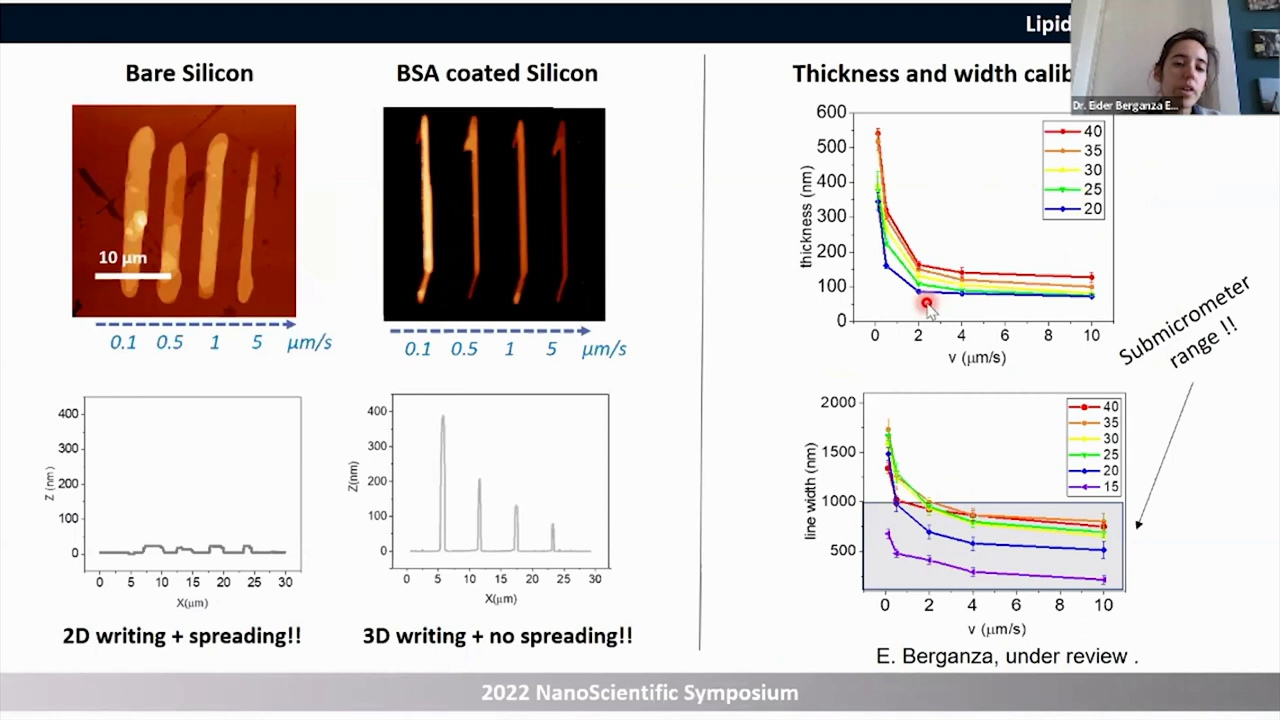 Lipid
Bare Silicon
BSA coated Silicon
Thickness and width calib
Dr. Eider Berganza E...
10 μm
0.1 0.5 1 5 μm/s
0.1 0.5 1 5 μm/s
600
500
400
300
200
100
0
thickness (nm)
0 2 4 6 8 10
v (μm/s)
40
35
30
25
20
Submicrometer
range !!
400
300
200
100
0
Z (nm)
0 5 10 15 20 25 30
X(μm)
400
300
200
100
0
Z(nm)
0 5 10 15 20 25 30
X(μm)
2000
1500
1000
500
line width (nm)
0 2 4 6 8 10
v (μm/s)
40
35
30
25
20
15
2D writing + spreading!!
3D writing + no spreading!!
E. Berganza, under review .
2022 NanoScientific Symposium